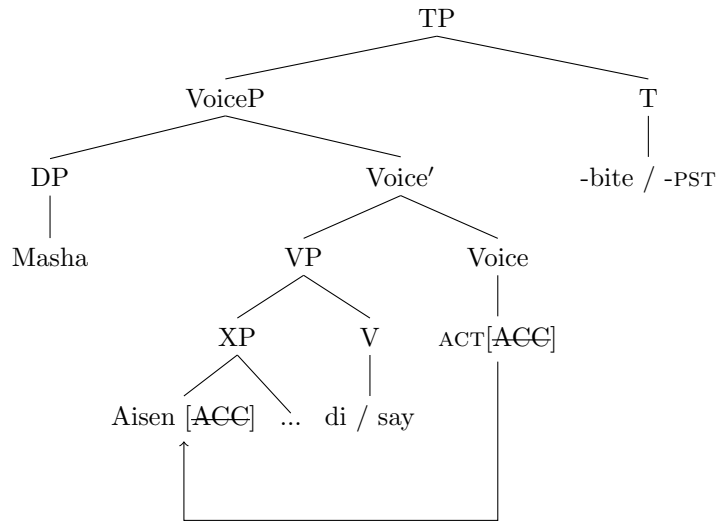 TP
VoiceP T
DP Voice′ -bite / -PST
Masha VP Voice
XP V ACT[ACC]
Aisen [ACC] ... di / say